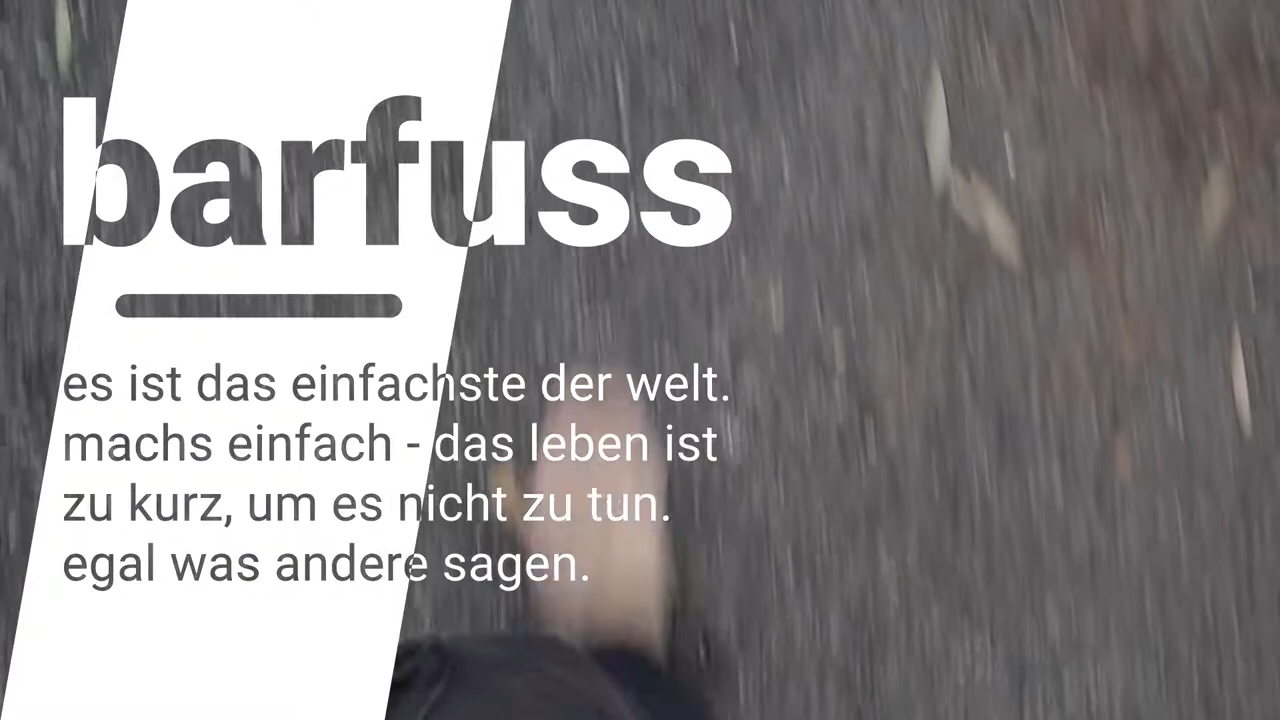 barfuss
es ist das einfachste der welt.
machs einfach - das leben ist
zu kurz, um es nicht zu tun.
egal was andere sagen.